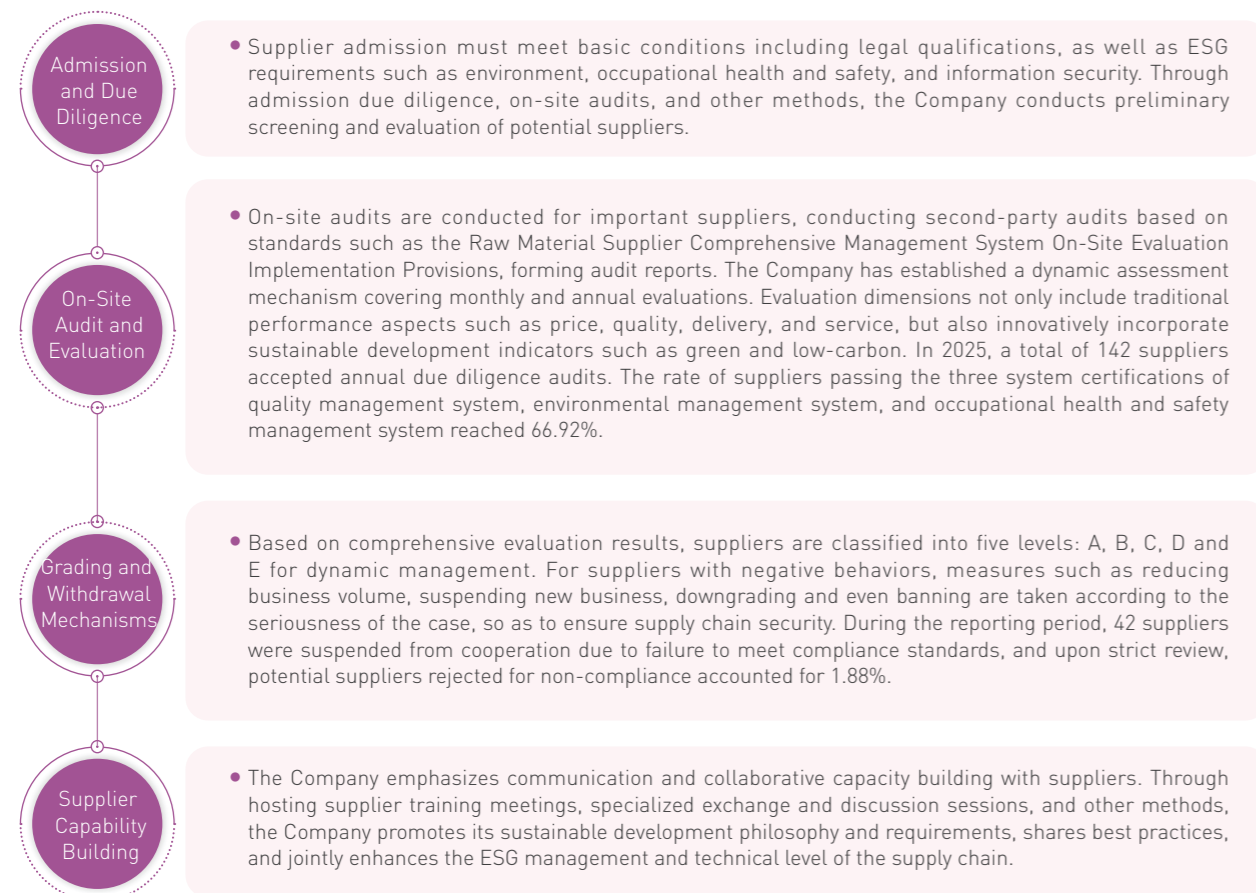 Admission
and Due
Diligence
• Supplier admission must meet basic conditions including legal qualifications, as well as ESG
requirements such as environment, occupational health and safety, and information security. Through
admission due diligence, on-site audits, and other methods, the Company conducts preliminary
screening and evaluation of potential suppliers.
On-Site
Audit and
Evaluation
• On-site audits are conducted for important suppliers, conducting second-party audits based on
standards such as the Raw Material Supplier Comprehensive Management System On-Site Evaluation
Implementation Provisions, forming audit reports. The Company has established a dynamic assessment
mechanism covering monthly and annual evaluations. Evaluation dimensions not only include traditional
performance aspects such as price, quality, delivery, and service, but also innovatively incorporate
sustainable development indicators such as green and low-carbon. In 2025, a total of 142 suppliers
accepted annual due diligence audits. The rate of suppliers passing the three system certifications of
quality management system, environmental management system, and occupational health and safety
management system reached 66.92%.
Grading and
Withdrawal
Mechanisms
• Based on comprehensive evaluation results, suppliers are classified into five levels: A, B, C, D and
E for dynamic management. For suppliers with negative behaviors, measures such as reducing
business volume, suspending new business, downgrading and even banning are taken according to the
seriousness of the case, so as to ensure supply chain security. During the reporting period, 42 suppliers
were suspended from cooperation due to failure to meet compliance standards, and upon strict review,
potential suppliers rejected for non-compliance accounted for 1.88%.
Supplier
Capability
Building
• The Company emphasizes communication and collaborative capacity building with suppliers. Through
hosting supplier training meetings, specialized exchange and discussion sessions, and other methods,
the Company promotes its sustainable development philosophy and requirements, shares best practices,
and jointly enhances the ESG management and technical level of the supply chain.